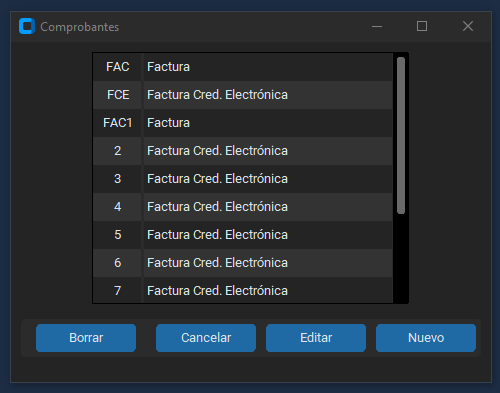 Comprobantes
FAC Factura
FCE Factura Cred. Electrónica
FAC1 Factura
2 Factura Cred. Electrónica
3 Factura Cred. Electrónica
4 Factura Cred. Electrónica
5 Factura Cred. Electrónica
6 Factura Cred. Electrónica
7 Factura Cred. Electrónica
Borrar Cancelar Editar Nuevo